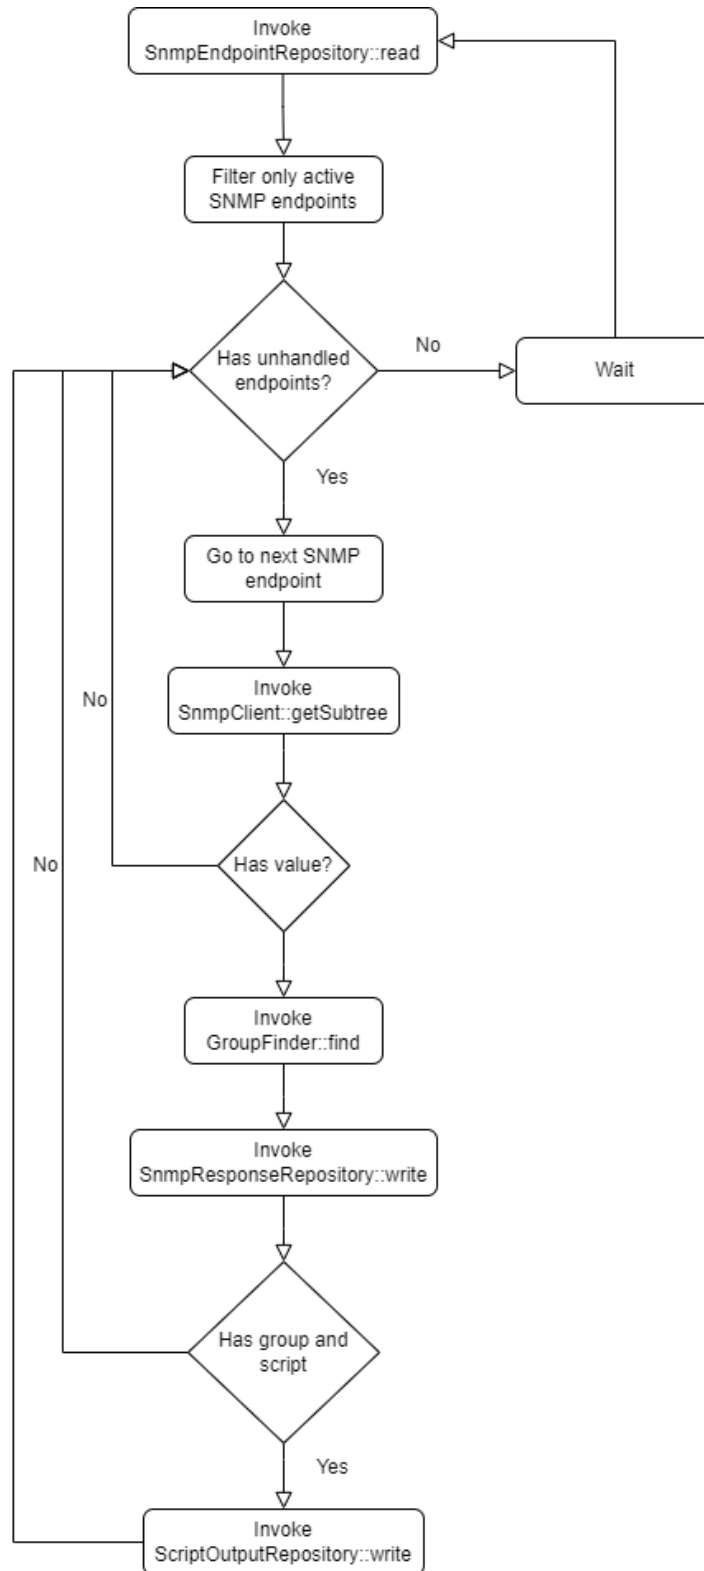 Invoke
SnmpEndpointRepository::read
Filter only active
SNMP endpoints
Has unhandled
endpoints?
No
Wait
Yes
Go to next SNMP
endpoint
Invoke
SnmpClient::getSubtree
No
Has value?
No
Invoke
GroupFinder::find
Invoke
SnmpResponseRepository::write
Has group and
script
Yes
Invoke
ScriptOutputRepository::write